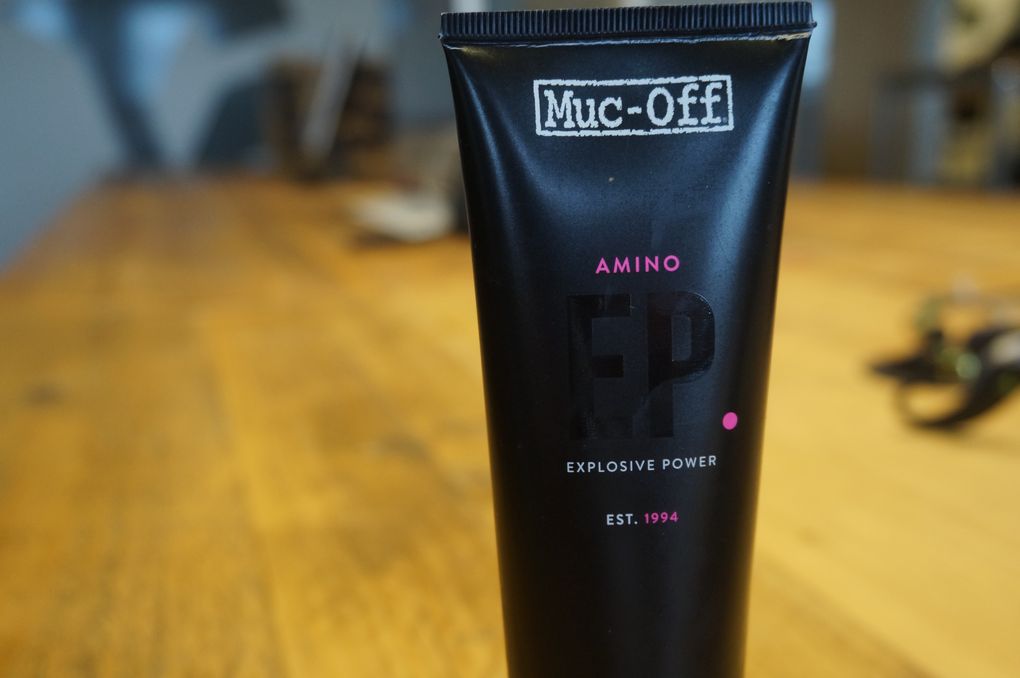 Muc-Off
AMINO
EP
EXPLOSIVE POWER
EST. 1994